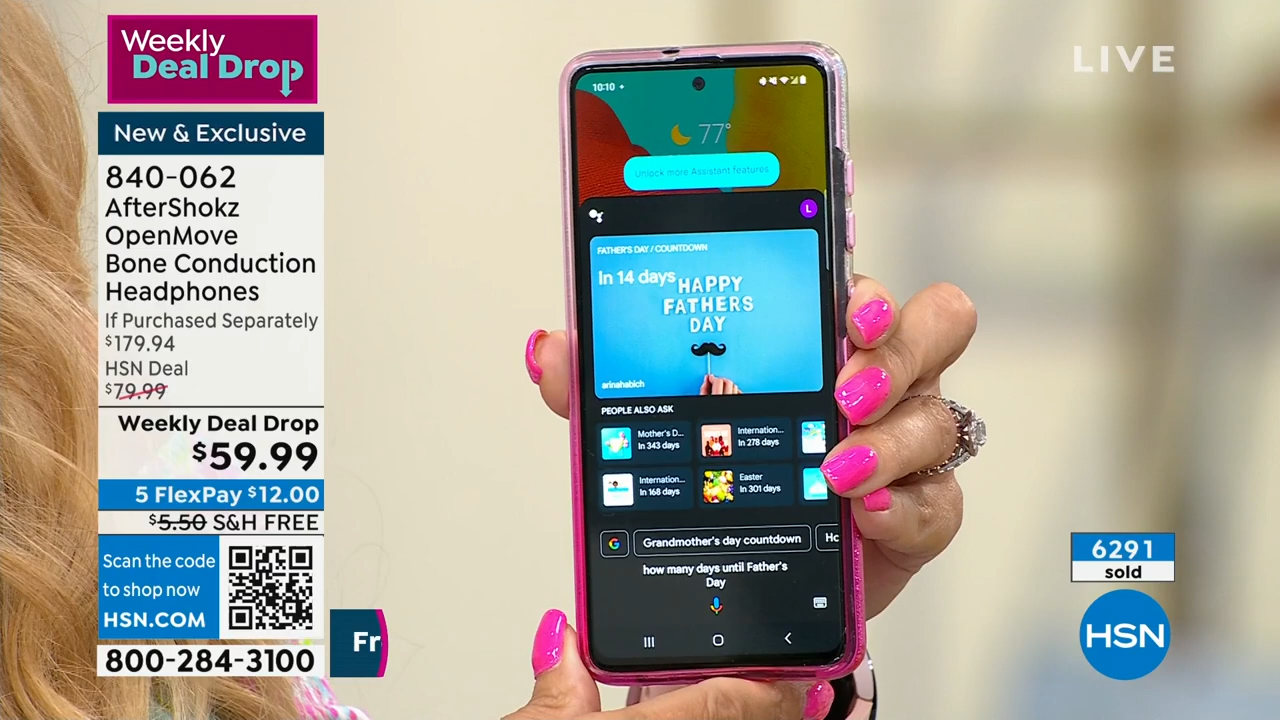 Weekly
Deal Drop
New & Exclusive
840-062
AfterShokz
OpenMove
Bone Conduction
Headphones
If Purchased Separately
$179.94
HSN Deal
$79.99
Weekly Deal Drop
$59.99
5 FlexPay $12.00
$5.50 S&H FREE
Scan the code
to shop now
HSN.COM
800-284-3100
Fr
LIVE
10:10
77°
Unlock more Assistant features
L
FATHER'S DAY / COUNTDOWN
In 14 days
HAPPY
FATHERS
DAY
arinahabich
PEOPLE ALSO ASK
Mother's D...
In 343 days
Internation...
In 278 days
Internation...
In 168 days
Easter
In 301 days
G
Grandmother's day countdown
Ho
how many days until Father's
Day
6291
sold
HSN